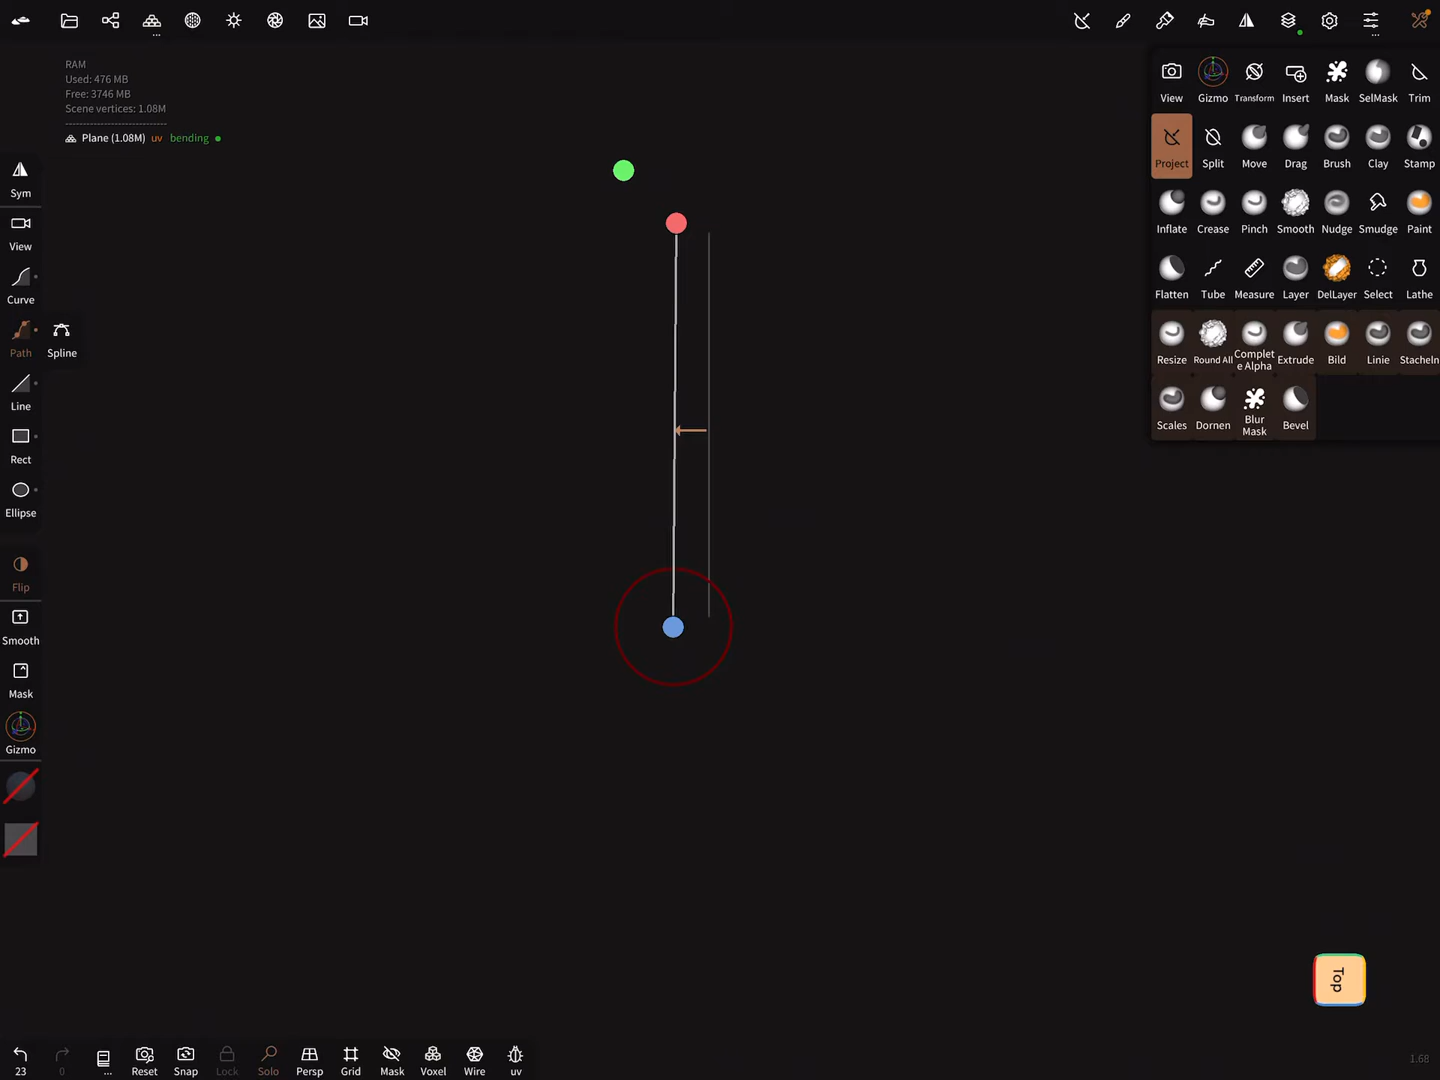 RAM
Used: 476 MB
Free: 3746 MB
Scene vertices: 1.08M
Plane (1.08M) uv bending
View Gizmo Transform Insert Mask SelMask Trim
Project Split Move Drag Brush Clay Stamp
Inflate Crease Pinch Smooth Nudge Smudge Paint
Flatten Tube Measure Layer DelLayer Select Lathe
Resize Round All Complet e Alpha Extrude Bild Linie Stacheln
Scales Dornen Blur Mask Bevel
Sym
View
Curve
Path Spline
Line
Rect
Ellipse
Flip
Smooth
Mask
Gizmo
Top
23 0 ... Reset Snap Lock Solo Persp Grid Mask Voxel Wire uv
1.68